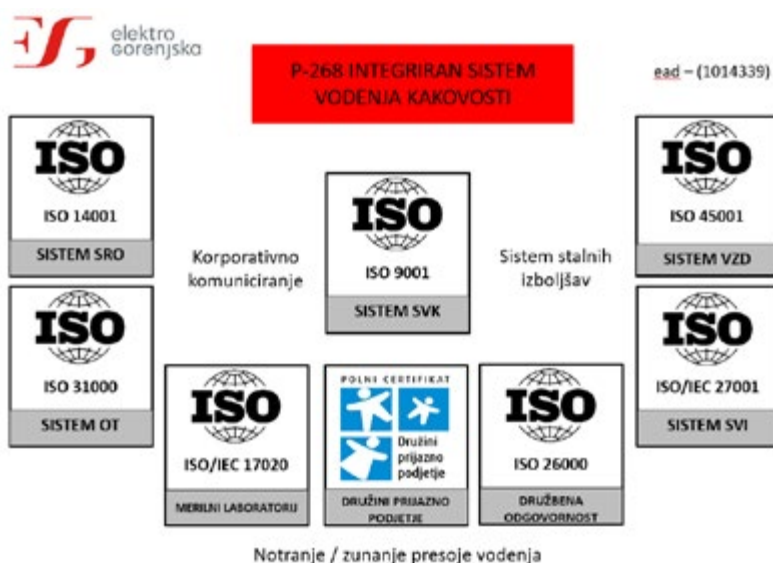 elektro
Gorenjska
P-268 INTEGRIRAN SISTEM
VODENJA KAKOVOSTI
ead – (1014339)
ISO
ISO 14001
SISTEM SRO
ISO
ISO 31000
SISTEM OT
Korporativno
komuniciranje
ISO
ISO 9001
SISTEM SVK
Sistem stalnih
izboljšav
ISO
ISO 45001
SISTEM VZD
ISO
ISO/IEC 27001
SISTEM SVI
ISO
ISO/IEC 17020
MERILNI LABORATORIJ
POLNI CERTIFIKAT
Družini
prijazno
podjetje
DRUŽINI PRIJAZNO
PODJETJE
ISO
ISO 26000
DRUŽBENA
ODGOVORNOST
Notranje / zunanje presoje vodenja